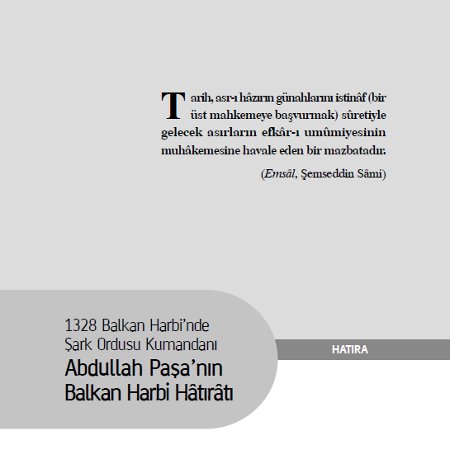 Tarih, asr-ı hâzırın günahlarını istinâf (bir
üst mahkemeye başvurmak) sûretiyle
gelecek asırların efkâr-ı umûmiyesinin
muhâkemesine havale eden bir mazbatadır.
(Emsâl, Şemseddin Sâmi)
1328 Balkan Harbi’nde
Şark Ordusu Kumandanı
Abdullah Paşa’nın
Balkan Harbi Hâtırâtı
HATIRA